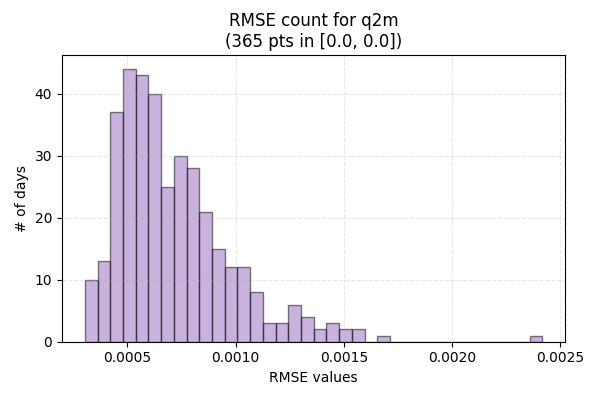 RMSE count for q2m
(365 pts in [0.0, 0.0])
# of days
40
30
20
10
0
0.0005 0.0010 0.0015 0.0020 0.0025
RMSE values